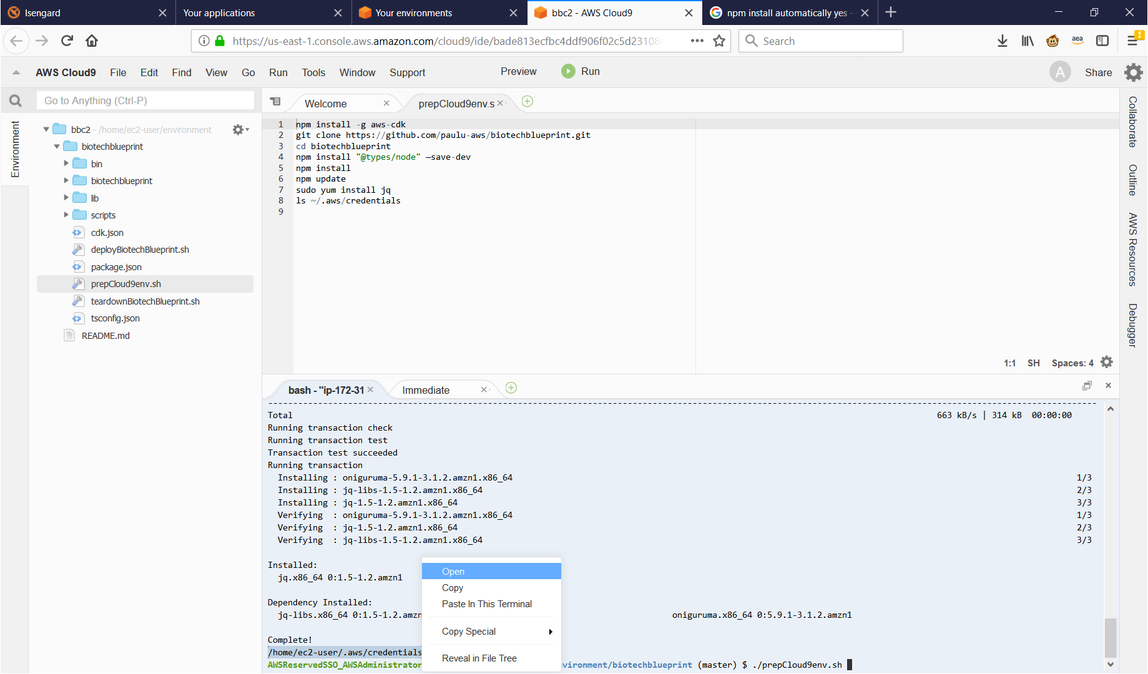 Isengard
Your applications
Your environments
bbc2 - AWS Cloud9
npm install automatically yes -
https://us-east-1.console.aws.amazon.com/cloud9/ide/bade813ecfbc4ddf906f02c5d2310
Search
aea
AWS Cloud9 File Edit Find View Go Run Tools Window Support Preview Run A Share
Go to Anything (Ctrl-P)
Welcome
prepCloud9env.s
Environment
bbc2 - /home/ec2-user/environment
biotechblueprint
bin
biotechblueprint
lib
scripts
cdk.json
deployBiotechBlueprint.sh
package.json
prepCloud9env.sh
teardownBiotechBlueprint.sh
tsconfig.json
README.md
1 npm install -g aws-cdk
2 git clone https://github.com/paulu-aws/biotechblueprint.git
3 cd biotechblueprint
4 npm install "@types/node" —save-dev
5 npm install
6 npm update
7 sudo yum install jq
8 ls ~/.aws/credentials
9
1:1 SH Spaces: 4
Collaborate
Outline
AWS Resources
Debugger
bash - "ip-172-31
Immediate
Total 663 kB/s | 314 kB 00:00:00
Running transaction check
Running transaction test
Transaction test succeeded
Running transaction
Installing : oniguruma-5.9.1-3.1.2.amzn1.x86_64 1/3
Installing : jq-libs-1.5-1.2.amzn1.x86_64 2/3
Installing : jq-1.5-1.2.amzn1.x86_64 3/3
Verifying : oniguruma-5.9.1-3.1.2.amzn1.x86_64 1/3
Verifying : jq-1.5-1.2.amzn1.x86_64 2/3
Verifying : jq-libs-1.5-1.2.amzn1.x86_64 3/3
Installed:
jq.x86_64 0:1.5-1.2.amzn1
Dependency Installed:
jq-libs.x86_64 0:1.5-1.2.amzn oniguruma.x86_64 0:5.9.1-3.1.2.amzn1
Complete!
/home/ec2-user/.aws/credentials
AWSReservedSSO_AWSAdministrator vironment/biotechblueprint (master) $ ./prepCloud9env.sh
Open
Copy
Paste In This Terminal
Copy Special
Reveal in File Tree